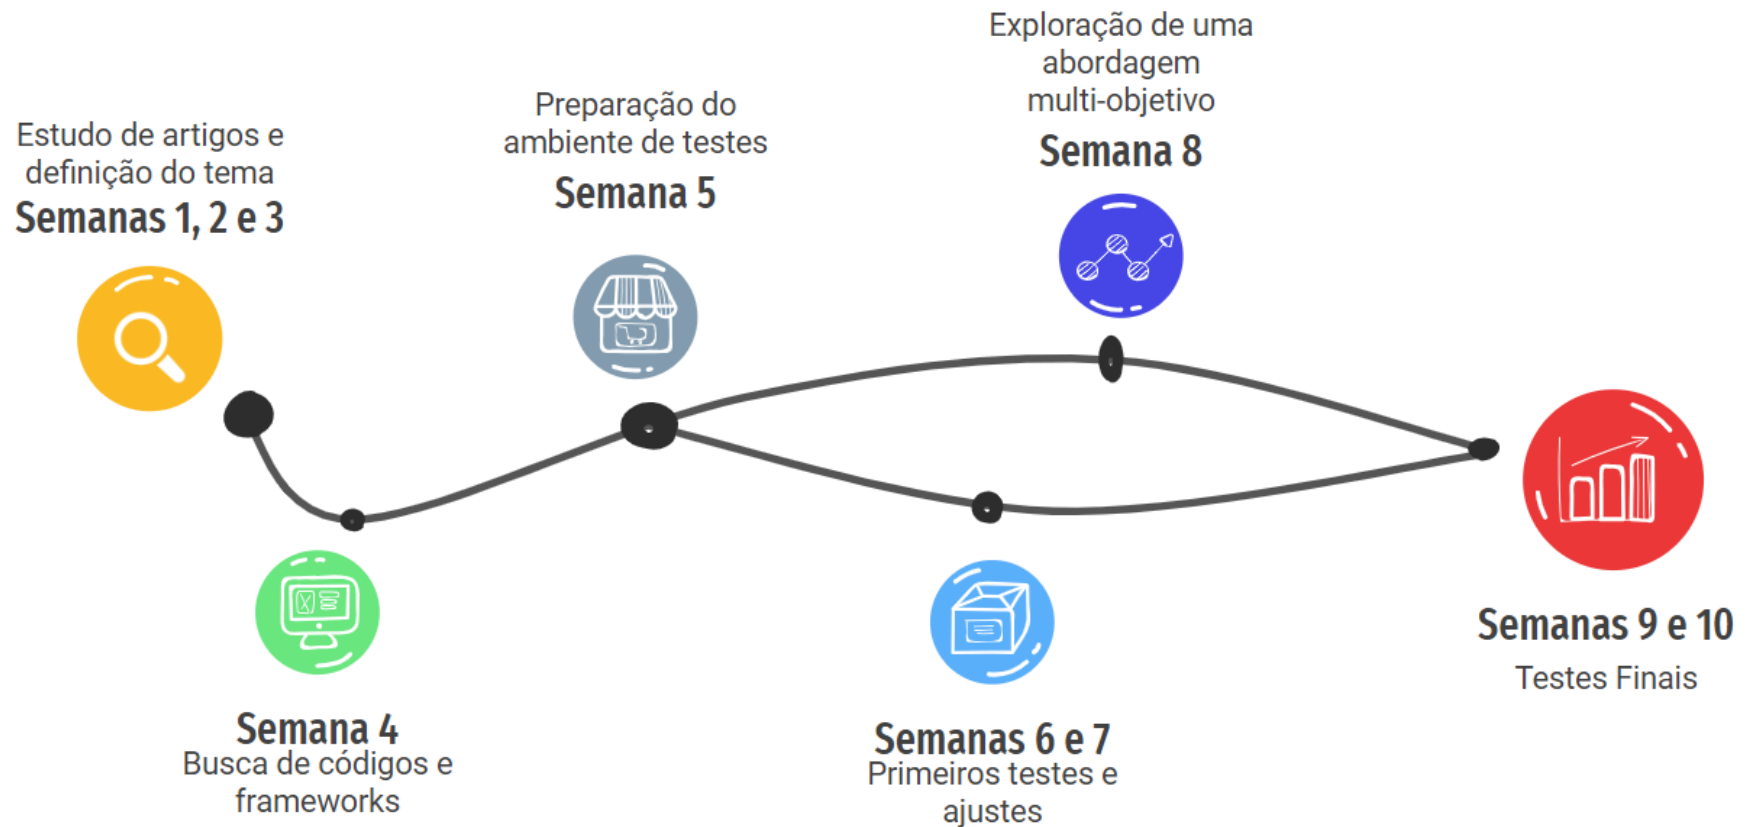 Estudo de artigos e
definição do tema
Semanas 1, 2 e 3
Semana 4
Busca de códigos e
frameworks
Preparação do
ambiente de testes
Semana 5
Semanas 6 e 7
Primeiros testes e
ajustes
Exploração de uma
abordagem
multi-objetivo
Semana 8
Semanas 9 e 10
Testes Finais